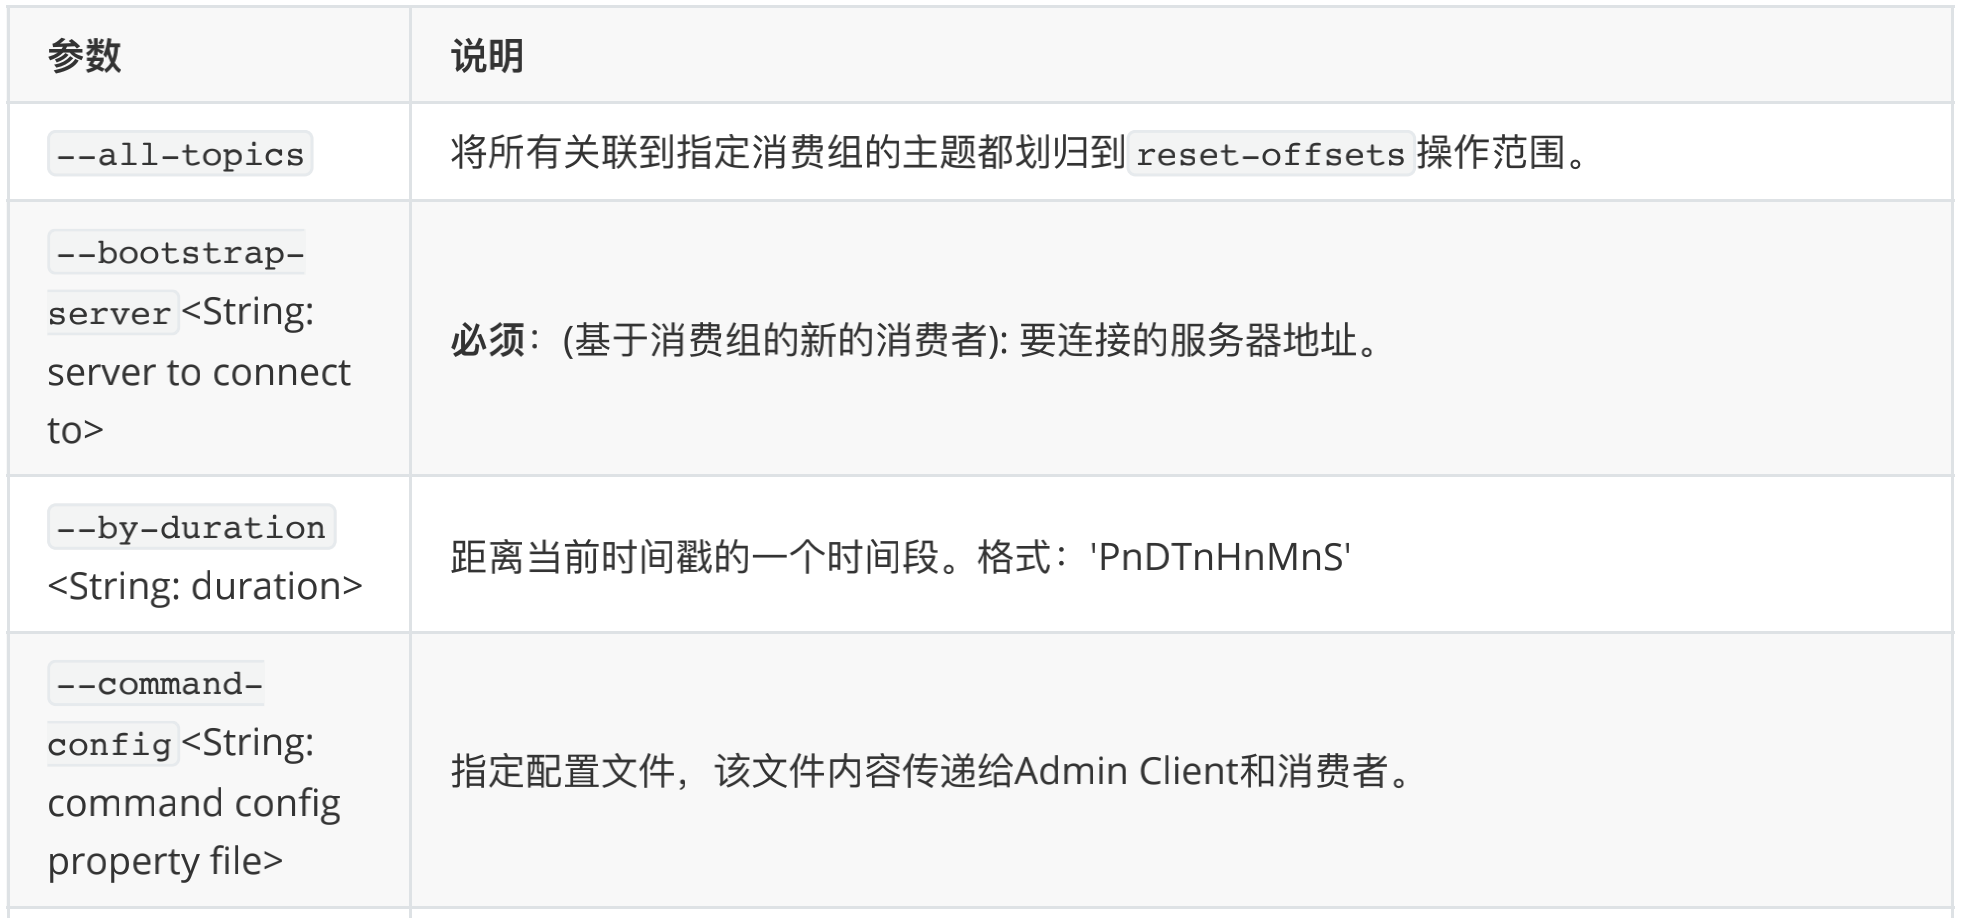 参数
说明
--all-topics
将所有关联到指定消费组的主题都划归到reset-offsets操作范围。
--bootstrap-
server<String:
server to connect
to>
必须：(基于消费组的新的消费者): 要连接的服务器地址。
--by-duration
<String: duration>
距离当前时间戳的一个时间段。格式：'PnDTnHnMnS'
--command-
config<String:
command config
property file>
指定配置文件，该文件内容传递给Admin Client和消费者。